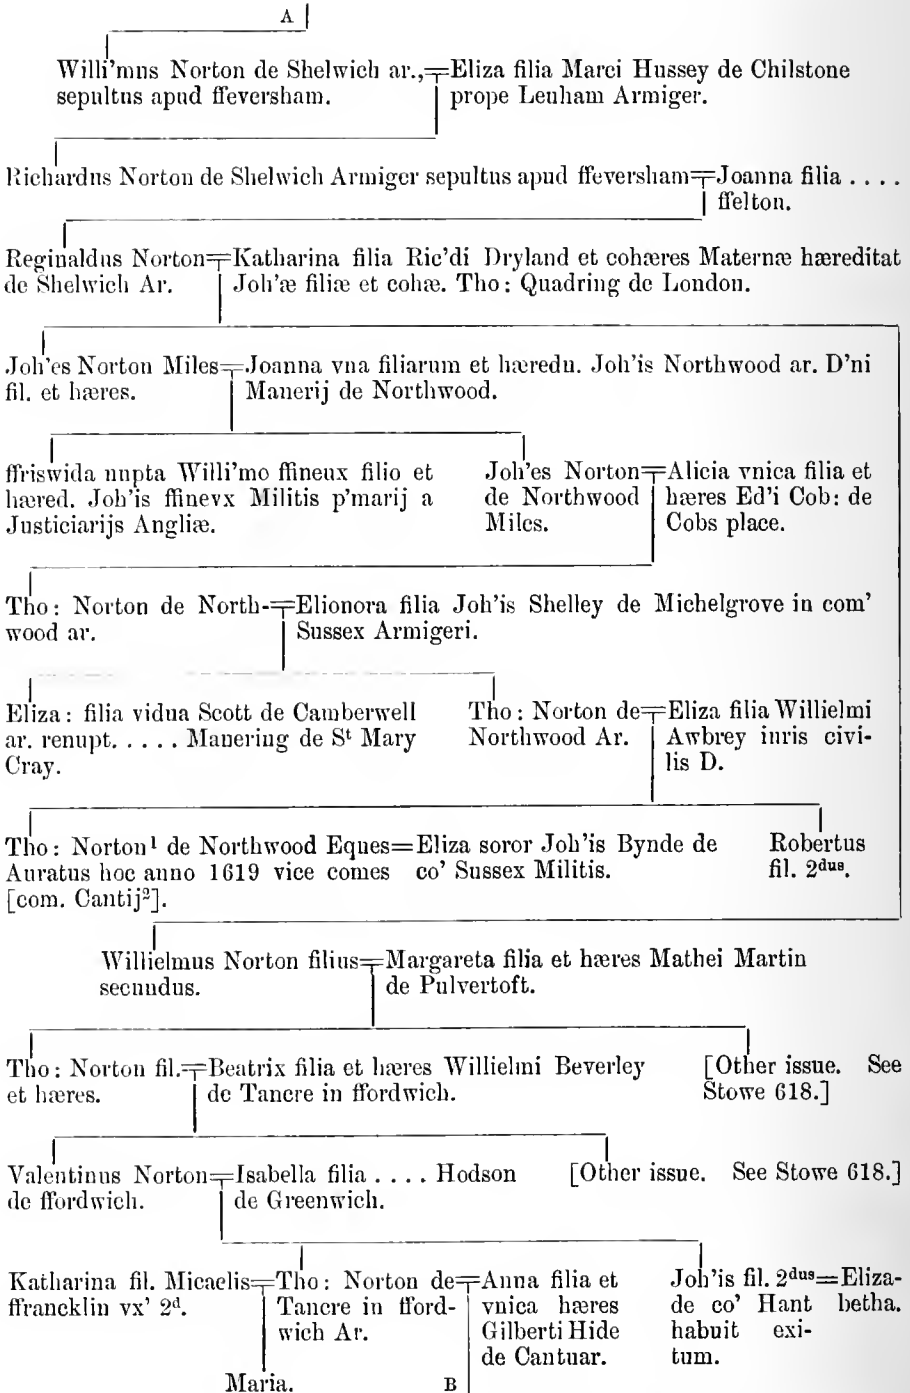 A
Willi'mus Norton de Shelwich ar., Eliza filia Marci Hussey de Chilstone
sepultus apud ffeversham. prope Lenham Armiger.
Richardus Norton de Shelwich Armiger sepultus apud ffeversham Joanna filia . . . .
ffelton.
Reginaldus Norton Katharina filia Ric'di Dryland et cohæres Maternæ hæreditat
de Shelwich Ar. Joh'æ filiæ et cohæ. Tho: Quadring de London.
Joh'es Norton Miles Joanna vna filiarum et hæredu. Joh'is Northwood ar. D'ni
fil. et hæres. Manerij de Northwood.
ffriswida nupta Willi'mo ffineux filio et
hæred. Joh'is ffinevx Militis p'marij a
Justiciarijs Angliæ.
Joh'es Norton Alicia vnica filia et
de Northwood hæres Ed'i Cob: de
Miles. Cobs place.
Tho: Norton de North- Elionora filia Joh'is Shelley de Michelgrove in com'
wood ar. Sussex Armigeri.
Eliza: filia vidua Scott de Camberwell
ar. renupt. . . . . Manering de St Mary
Cray.
Tho: Norton de Eliza filia Willielmi
Northwood Ar. Awbrey iuris civi-
lis D.
Tho: Norton¹ de Northwood Eques=Eliza soror Joh'is Bynde de
Auratus hoc anno 1619 vice comes co' Sussex Militis.
[com. Cantij²].
Robertus
fil. 2dus.
Willielmus Norton filius Margareta filia et hæres Mathei Martin
secundus. de Pulvertoft.
Tho: Norton fil. Beatrix filia et hæres Willielmi Beverley
et hæres. de Tancre in ffordwich.
[Other issue. See
Stowe 618.]
Valentinus Norton Isabella filia . . . . Hodson
de ffordwich. de Greenwich.
[Other issue. See Stowe 618.]
Katharina fil. Micaelis Tho: Norton de Anna filia et
ffrancklin vx' 2d. Tancre in fford- vnica hæres
wich Ar. Gilberti Hide
de Cantuar.
Joh'is fil. 2dus=Eliza-
de co' Hant betha.
habuit exi-
tum.
Maria.
B